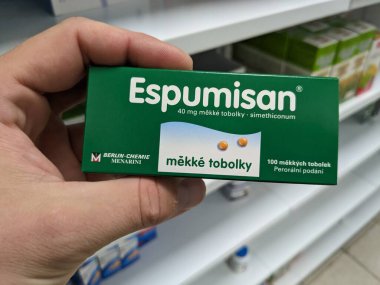 Espumisan®
40 mg měkké tobolky · simethiconum
BERLIN-CHEMIE
MENARINI
měkké tobolky
100 měkkých tobolek
Perorální podání